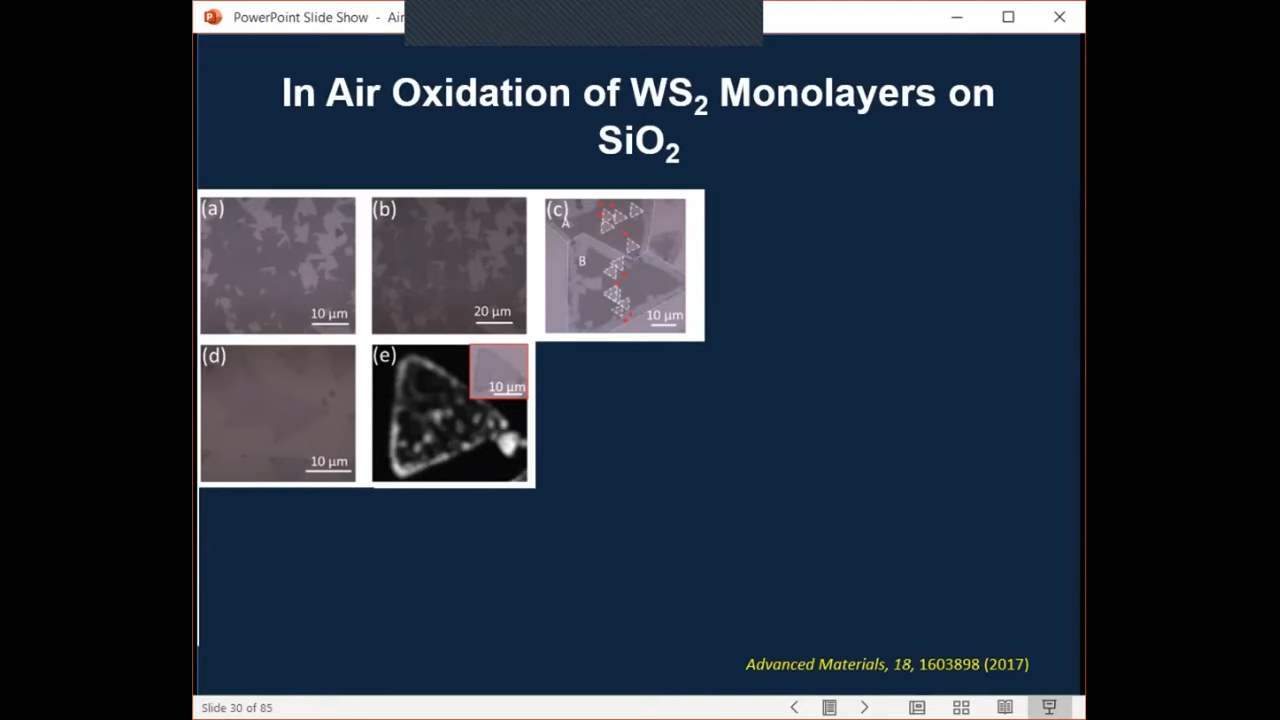 PowerPoint Slide Show - Air
In Air Oxidation of WS2 Monolayers on
SiO2
(a)
10 µm
(b)
20 µm
(c)
A
B
10 µm
(d)
10 µm
(e)
10 µm
Advanced Materials, 18, 1603898 (2017)
Slide 30 of 85